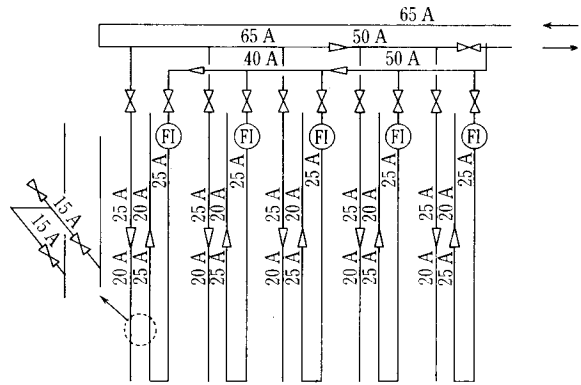 65 A
65 A 50 A
40 A 50 A
FI FI FI FI FI
25 A 25 A 25 A 25 A 25 A
25 A 20 A 25 A 20 A 25 A 20 A 25 A 20 A 25 A 20 A
15 A
15 A
20 A 25 A 20 A 25 A 20 A 25 A 20 A 25 A 20 A 25 A